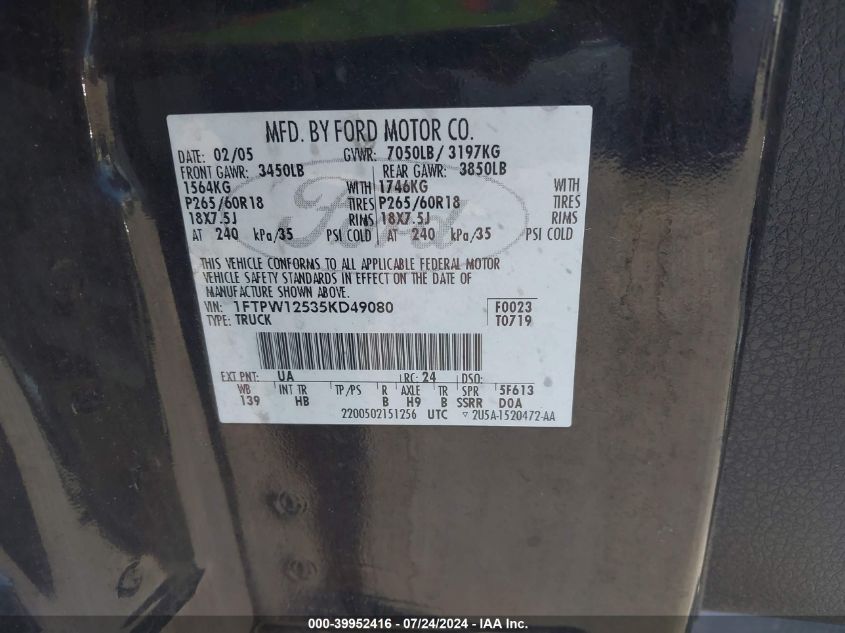 MFD. BY FORD MOTOR CO.
DATE: 02/05 GVWR: 7050LB/ 3197KG
FRONT GAWR: 3450LB REAR GAWR: 3850LB
1564KG WITH 1746KG WITH
P265/60R18 TIRES P265/60R18 TIRES
18X7.5J RIMS 18X7.5J RIMS
AT 240 kPa/35 PSI COLD AT 240 kPa/35 PSI COLD
Ford
THIS VEHICLE CONFORMS TO ALL APPLICABLE FEDERAL MOTOR
VEHICLE SAFETY STANDARDS IN EFFECT ON THE DATE OF
MANUFACTURE SHOWN ABOVE.
VIN: 1FTPW12535KD49080 F0023
TYPE: TRUCK T0719
EXT PNT: UA RC: 24 DSO:
WB INT TR TP/PS R AXLE TR SPR 5F613
139 HB B H9 B SSRR D0A
2200502151256 UTC ▿ 2U5A-1520472-AA
000-39952416 - 07/24/2024 - IAA Inc.